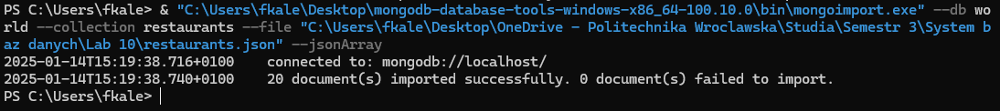 PS C:\Users\fkale> & "C:\Users\fkale\Desktop\mongodb-database-tools-windows-x86_64-100.10.0\bin\mongoimport.exe" --db wo
rld --collection restaurants --file "C:\Users\fkale\Desktop\OneDrive - Politechnika Wroclawska\Studia\Semestr 3\System b
az danych\Lab 10\restaurants.json" --jsonArray
2025-01-14T15:19:38.716+0100    connected to: mongodb://localhost/
2025-01-14T15:19:38.740+0100    20 document(s) imported successfully. 0 document(s) failed to import.
PS C:\Users\fkale>